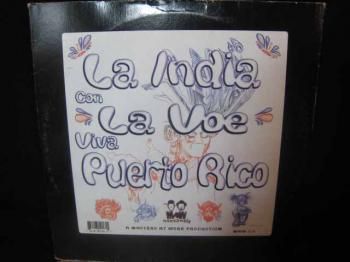 La India
Con
La Voe
Viva
Puerto Rico
A MASTERS AT WORK PRODUCTION